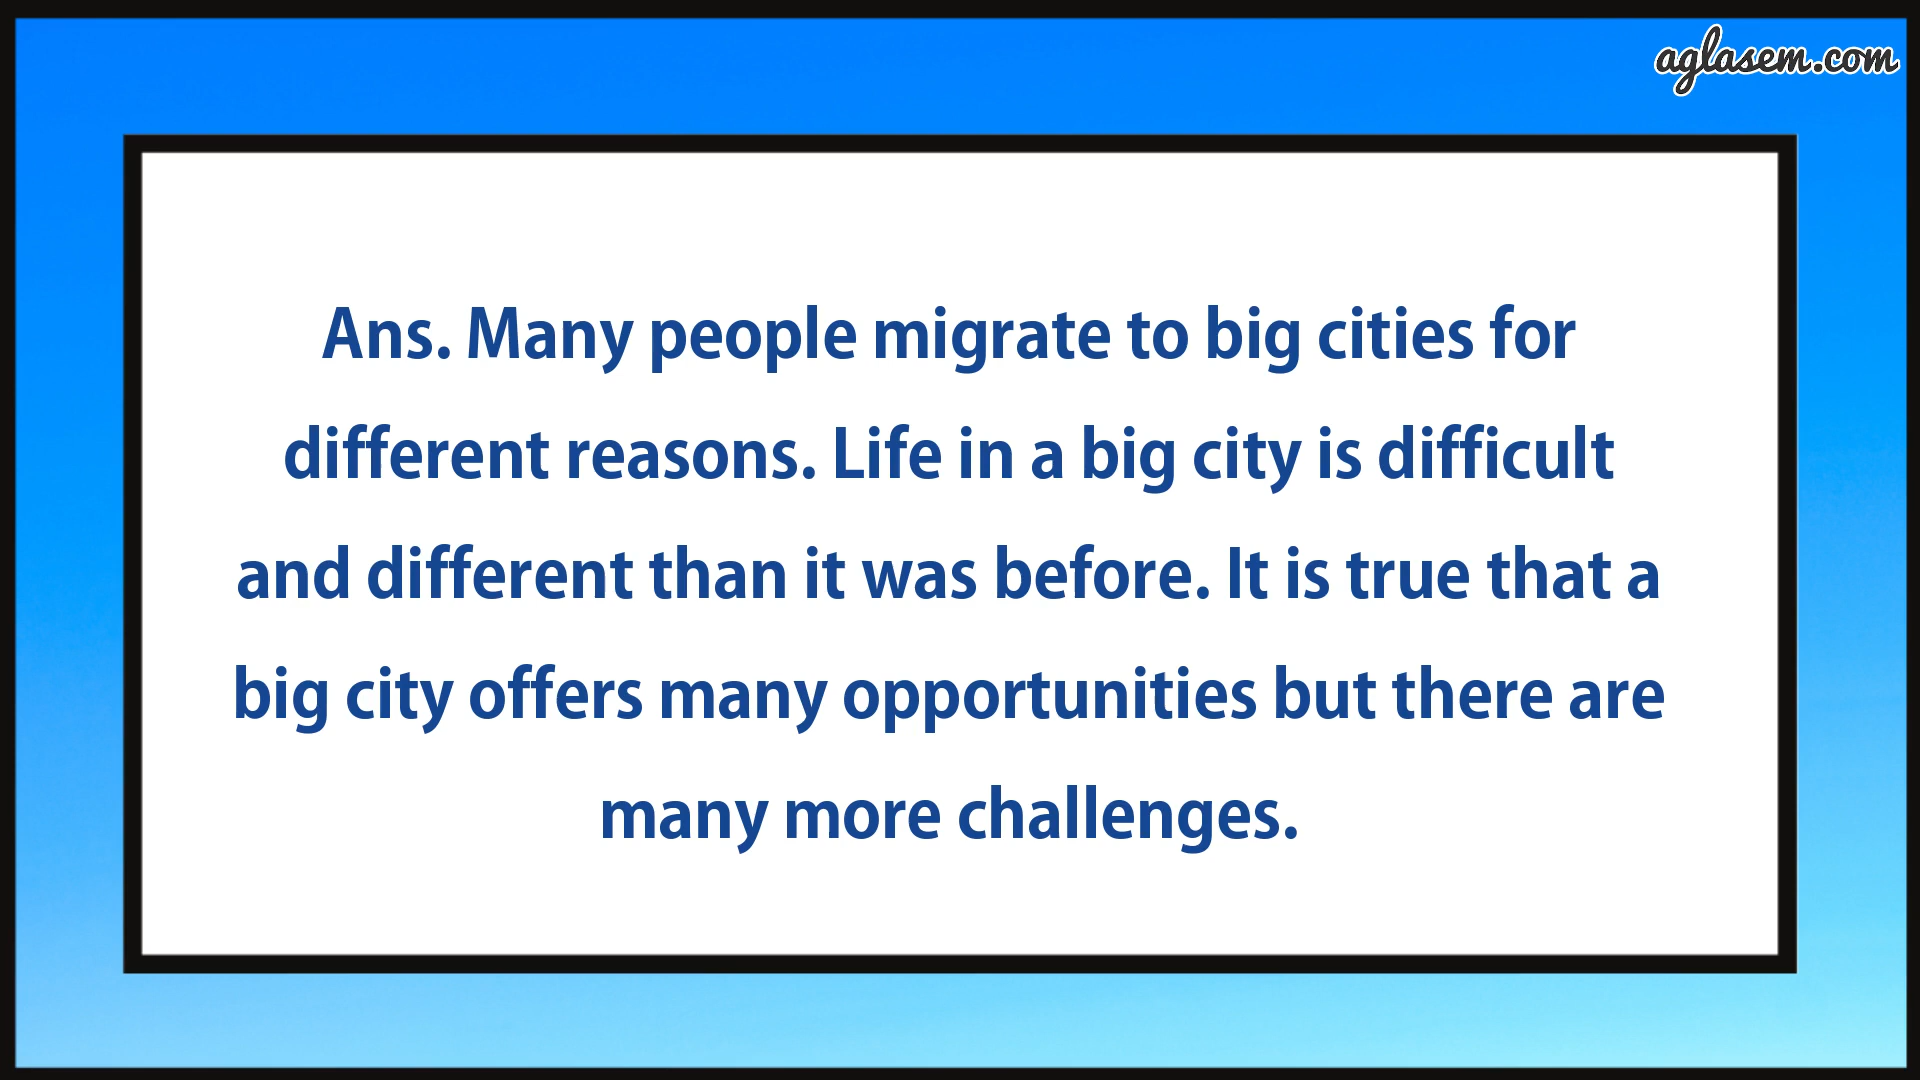 aglasem.com
Ans. Many people migrate to big cities for
different reasons. Life in a big city is difficult
and different than it was before. It is true that a
big city offers many opportunities but there are
many more challenges.